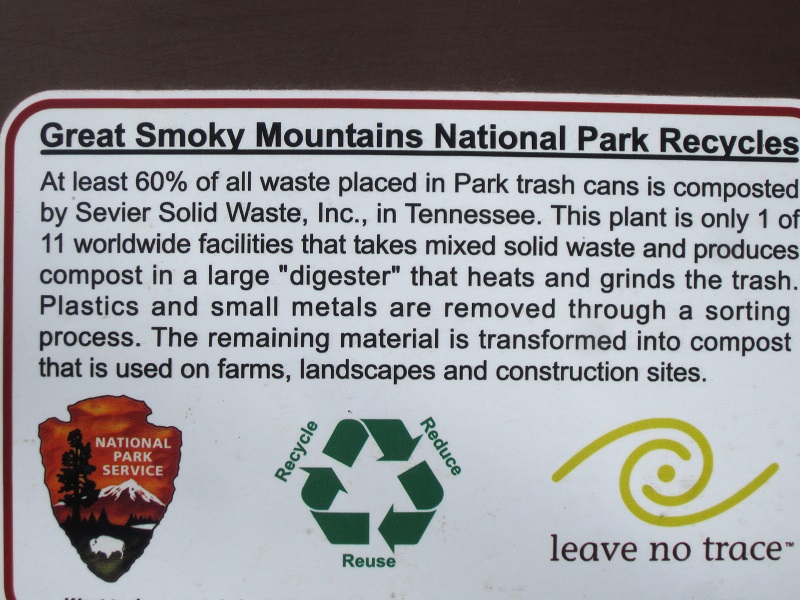 Great Smoky Mountains National Park Recycles
At least 60% of all waste placed in Park trash cans is composted
by Sevier Solid Waste, Inc., in Tennessee. This plant is only 1 of
11 worldwide facilities that takes mixed solid waste and produces
compost in a large "digester" that heats and grinds the trash.
Plastics and small metals are removed through a sorting
process. The remaining material is transformed into compost
that is used on farms, landscapes and construction sites.
NATIONAL
PARK
SERVICE
Recycle
Reduce
Reuse
leave no trace™